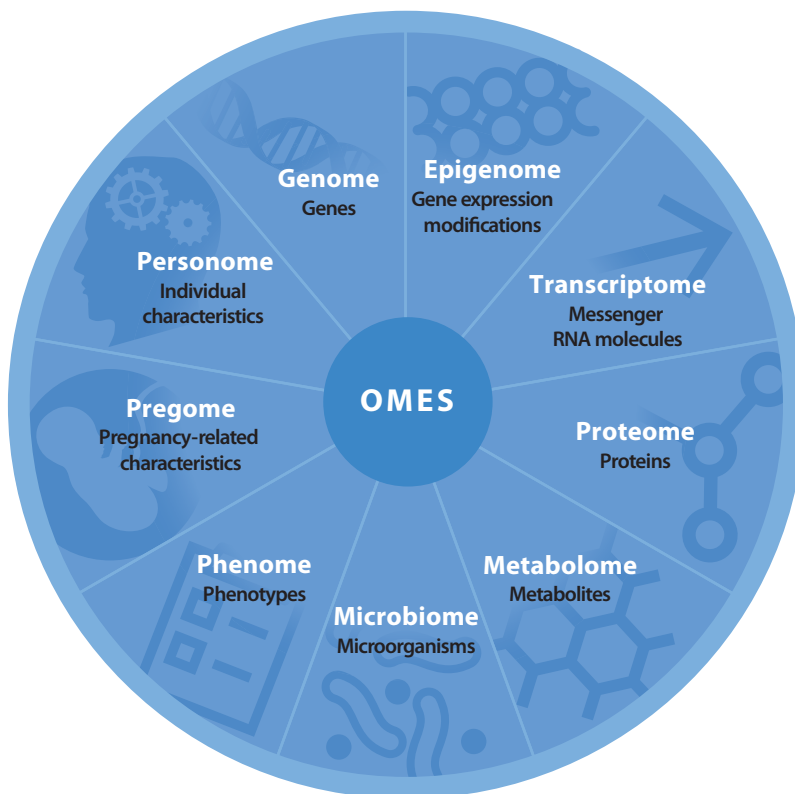 Genome
Genes
Epigenome
Gene expression
modifications
Transcriptome
Messenger
RNA molecules
Proteome
Proteins
Metabolome
Metabolites
Microbiome
Microorganisms
Phenome
Phenotypes
Pregome
Pregnancy-related
characteristics
Personome
Individual
characteristics
OMES